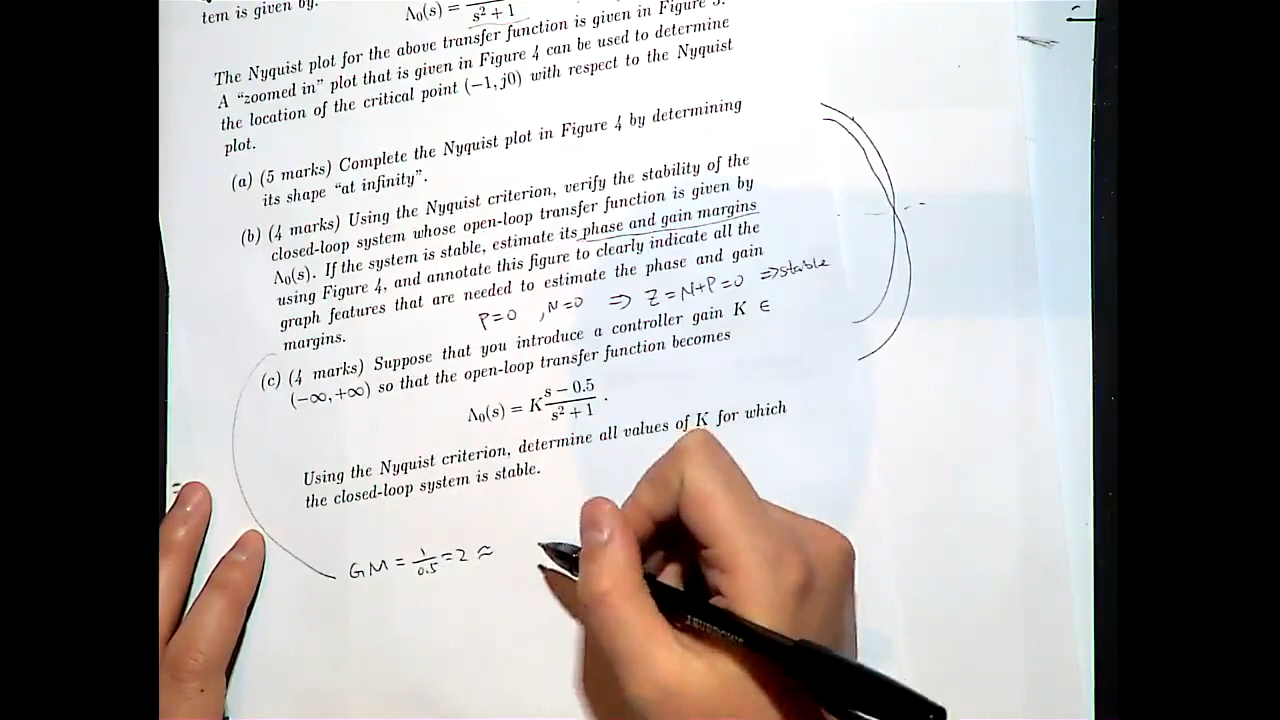 tem is given by:
Λ₀(s) = 
s² + 1
The Nyquist plot for the above transfer function is given in Figure 3.
A “zoomed in” plot that is given in Figure 4 can be used to determine
the location of the critical point (−1, j0) with respect to the Nyquist
plot.
(a) (5 marks) Complete the Nyquist plot in Figure 4 by determining
its shape “at infinity”.
(b) (4 marks) Using the Nyquist criterion, verify the stability of the
closed-loop system whose open-loop transfer function is given by
Λ₀(s). If the system is stable, estimate its phase and gain margins
using Figure 4, and annotate this figure to clearly indicate all the
graph features that are needed to estimate the phase and gain
margins.
P=0 , N=0 ⇒ Z=N+P=0 ⇒stable
(c) (4 marks) Suppose that you introduce a controller gain K ∈
(−∞, +∞) so that the open-loop transfer function becomes
Λ₀(s) = K (s − 0.5)/(s² + 1) .
Using the Nyquist criterion, determine all values of K for which
the closed-loop system is stable.
GM = 1/0.5 = 2 ≈